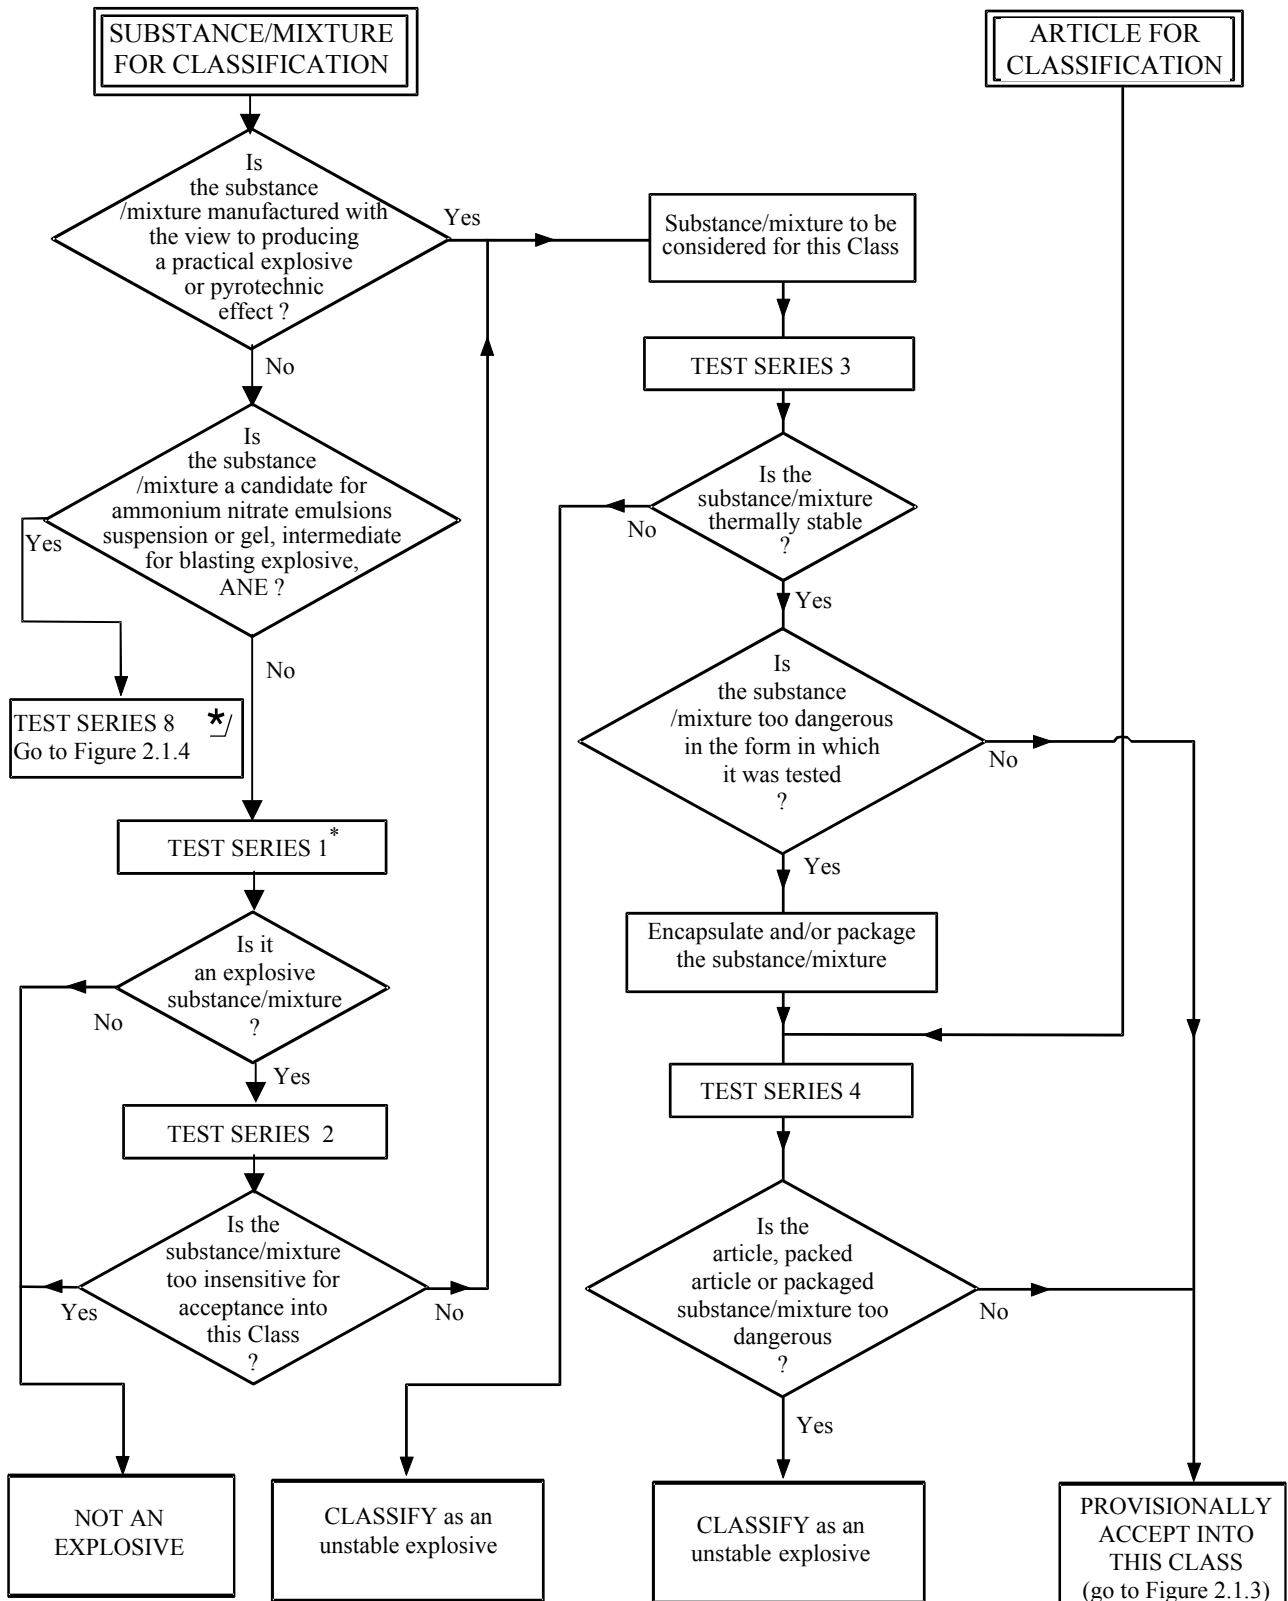 SUBSTANCE/MIXTURE
FOR CLASSIFICATION
ARTICLE FOR
CLASSIFICATION
Is
the substance
/mixture manufactured with
the view to producing
a practical explosive
or pyrotechnic
effect ?
Yes
Substance/mixture to be
considered for this Class
No
TEST SERIES 3
Is
the substance
/mixture a candidate for
ammonium nitrate emulsions
suspension or gel, intermediate
for blasting explosive,
ANE ?
Yes
No
Is the
substance/mixture
thermally stable
?
No
Yes
TEST SERIES 8 */
Go to Figure 2.1.4
Is
the substance
/mixture too dangerous
in the form in which
it was tested
?
No
Yes
TEST SERIES 1*
Encapsulate and/or package
the substance/mixture
Is it
an explosive
substance/mixture
?
No
Yes
TEST SERIES 4
TEST SERIES 2
Is the
substance/mixture
too insensitive for
acceptance into
this Class
?
Yes
No
Is the
article, packed
article or packaged
substance/mixture too
dangerous
?
No
Yes
NOT AN
EXPLOSIVE
CLASSIFY as an
unstable explosive
CLASSIFY as an
unstable explosive
PROVISIONALLY
ACCEPT INTO
THIS CLASS
(go to Figure 2.1.3)